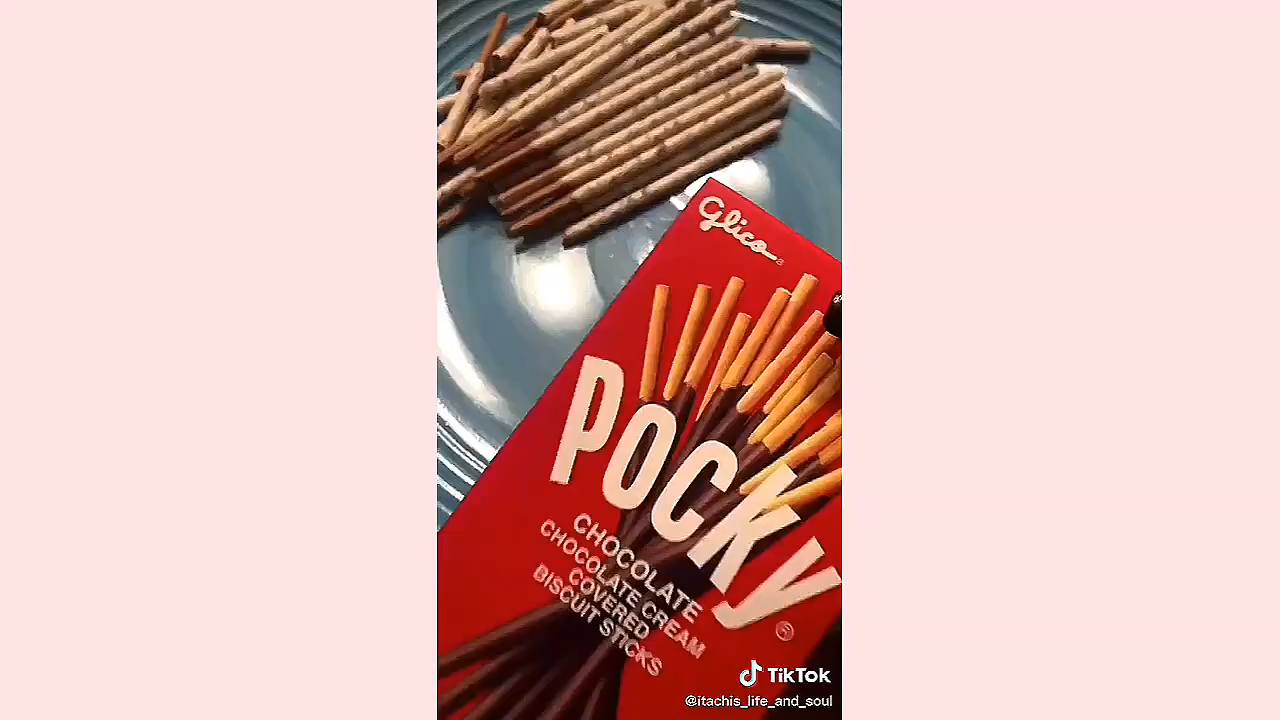 Glico
POCKY
CHOCOLATE
CHOCOLATE CREAM
COVERED
BISCUIT STICKS
TikTok
@itachis_life_and_soul